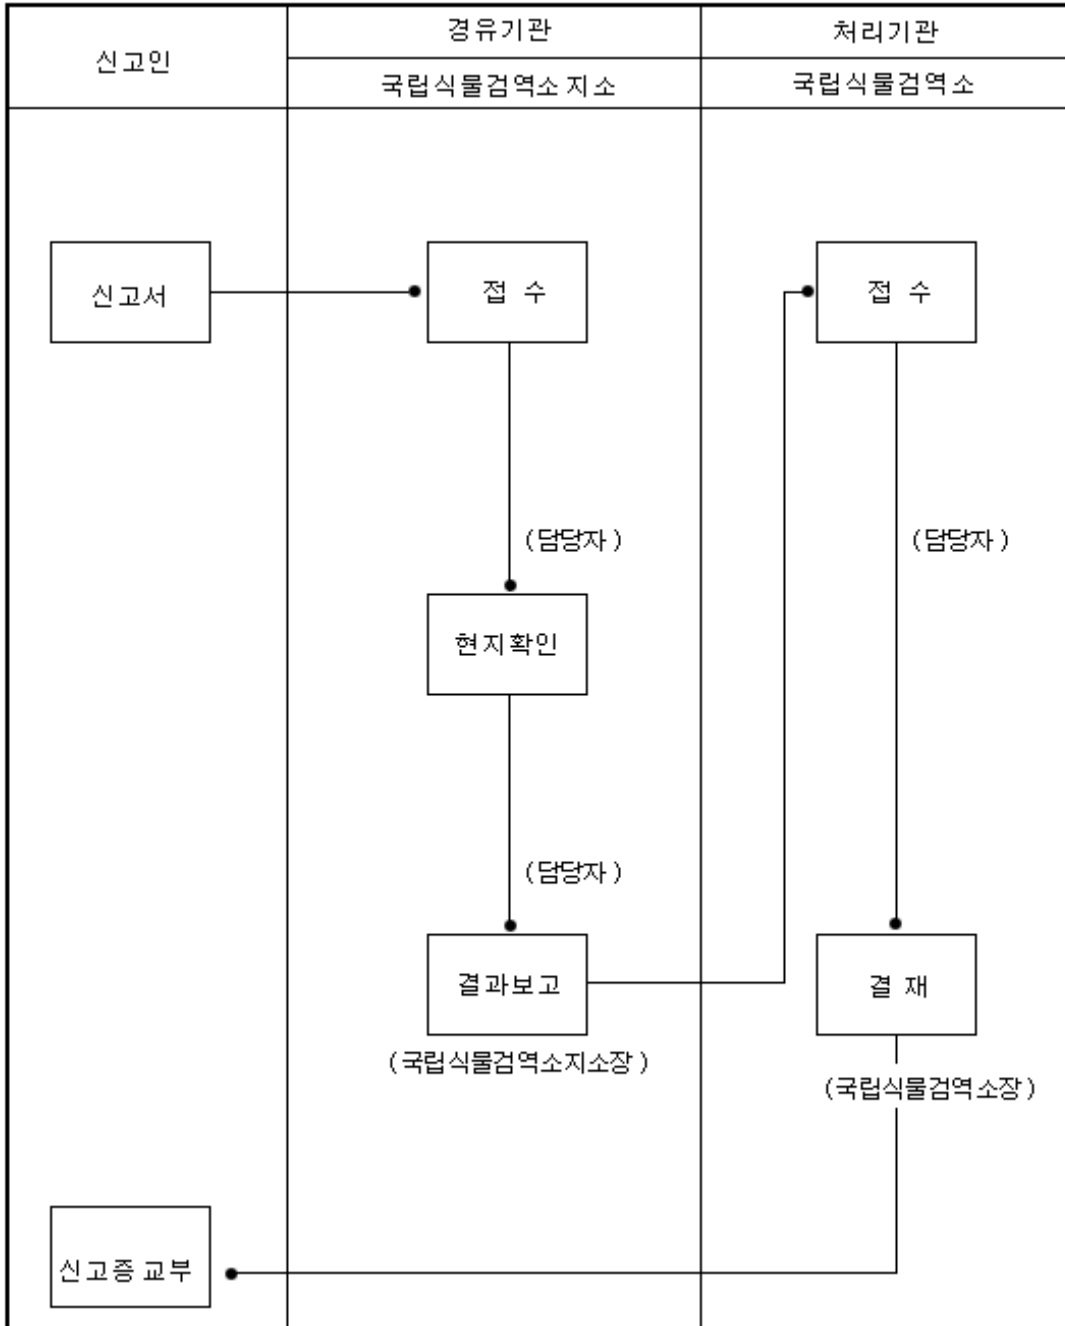 신고인
경유기관
처리기관
국립식물검역소 지소
국립식물검역소
신고서
접 수
접 수
(담당자)
(담당자)
현지확인
(담당자)
결과보고
결 재
(국립식물검역소지소장)
(국립식물검역소장)
신고증 교부